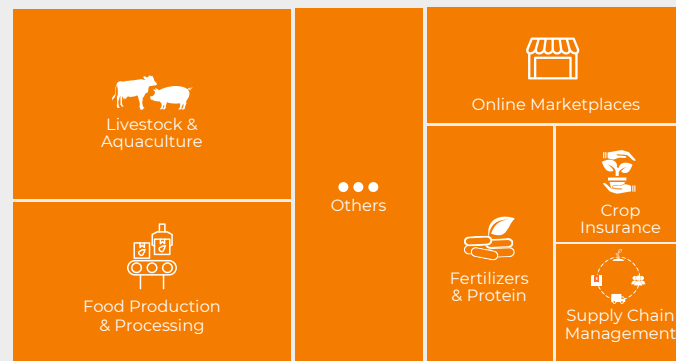 Livestock &
Aquaculture
Food Production
& Processing
Others
Online Marketplaces
Fertilizers
& Protein
Crop
Insurance
Supply Chain
Management